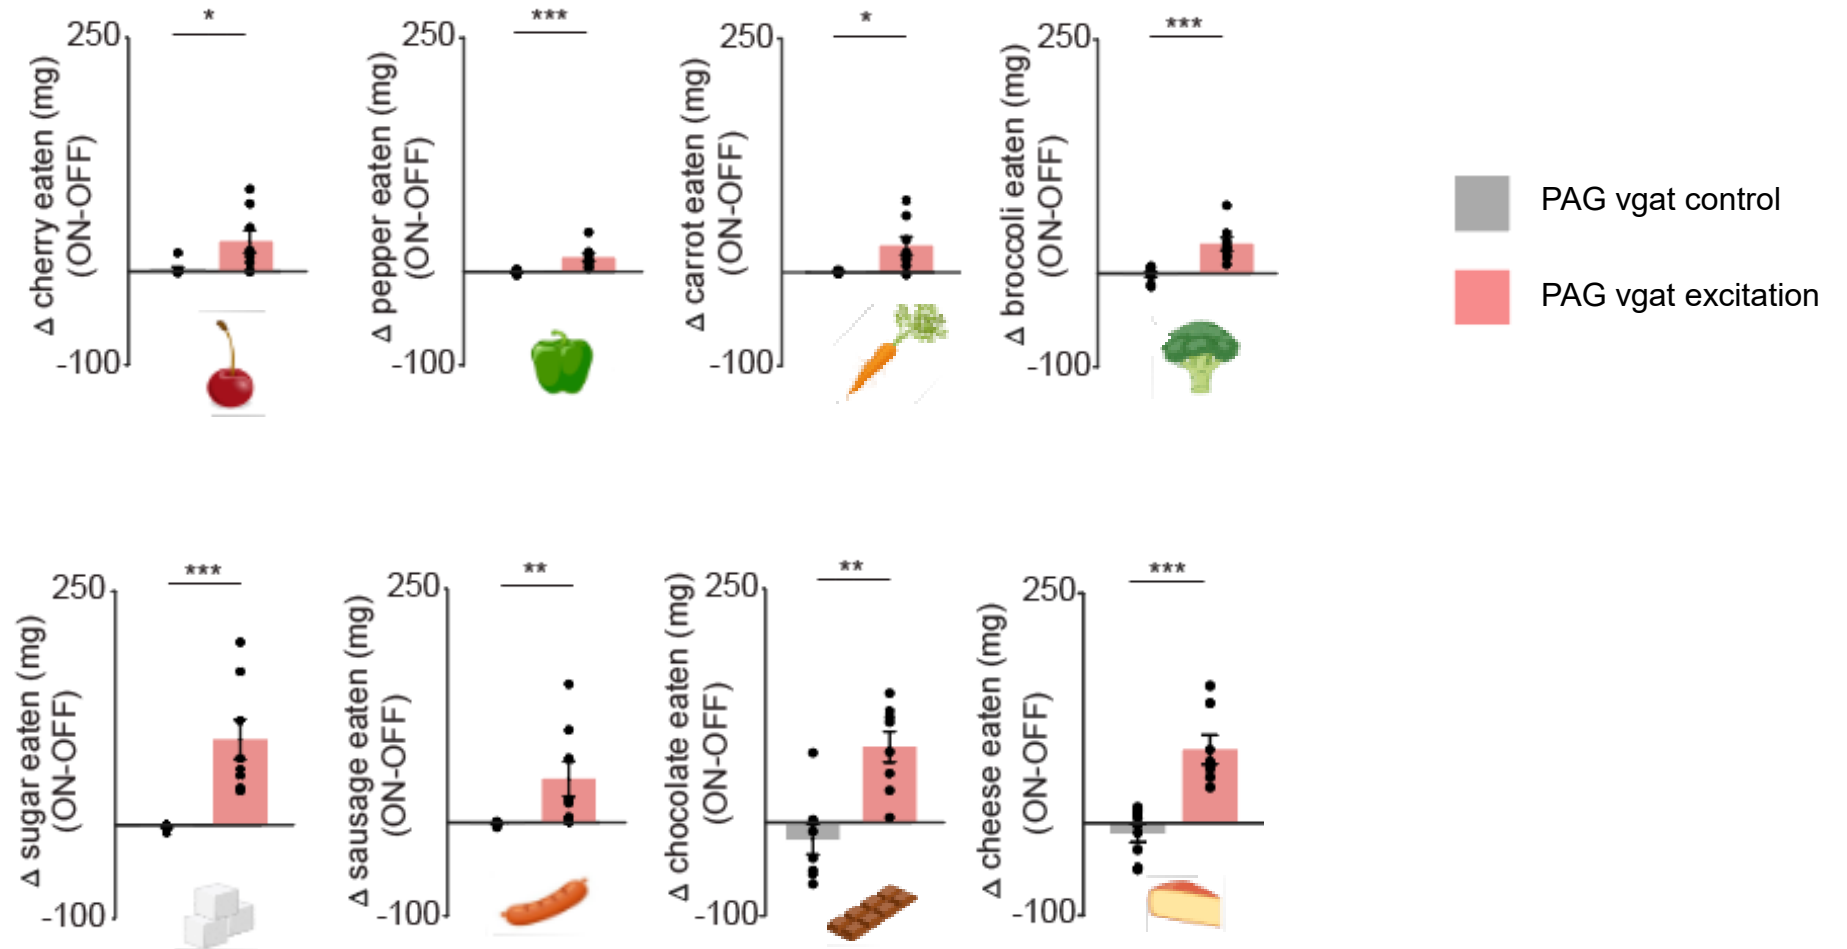 *
250
Δ cherry eaten (mg)
(ON-OFF)
-100
***
250
Δ pepper eaten (mg)
(ON-OFF)
-100
*
250
Δ carrot eaten (mg)
(ON-OFF)
-100
***
250
Δ broccoli eaten (mg)
(ON-OFF)
-100
PAG vgat control
PAG vgat excitation
***
250
Δ sugar eaten (mg)
(ON-OFF)
-100
**
250
Δ sausage eaten (mg)
(ON-OFF)
-100
**
250
Δ chocolate eaten (mg)
(ON-OFF)
-100
***
250
Δ cheese eaten (mg)
(ON-OFF)
-100